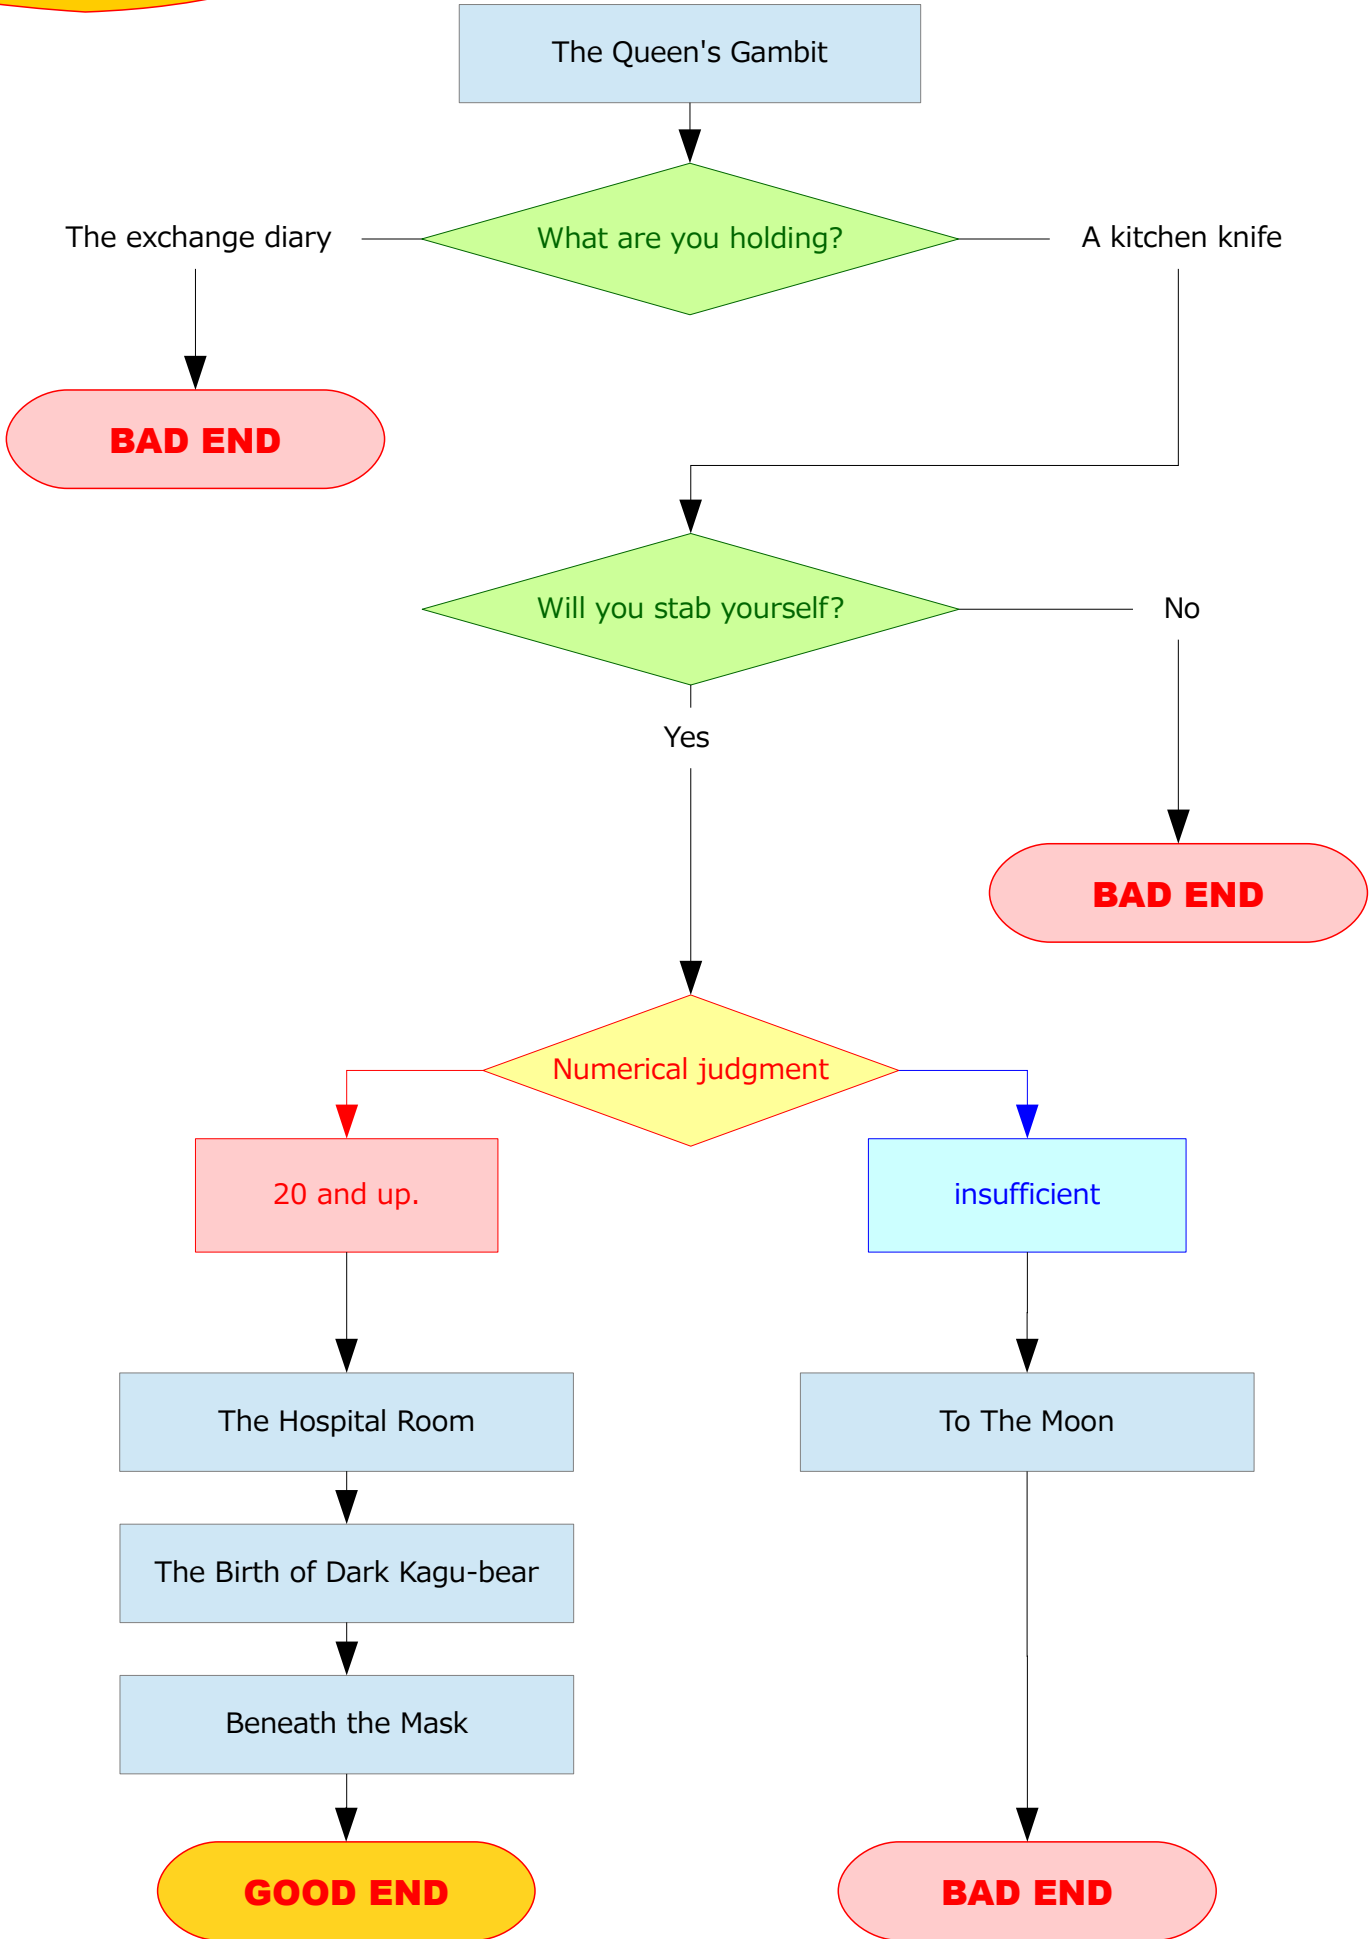 The Queen's Gambit
What are you holding?
The exchange diary
A kitchen knife
BAD END
Will you stab yourself?
No
Yes
BAD END
Numerical judgment
20 and up.
insufficient
The Hospital Room
To The Moon
The Birth of Dark Kagu-bear
Beneath the Mask
GOOD END
BAD END